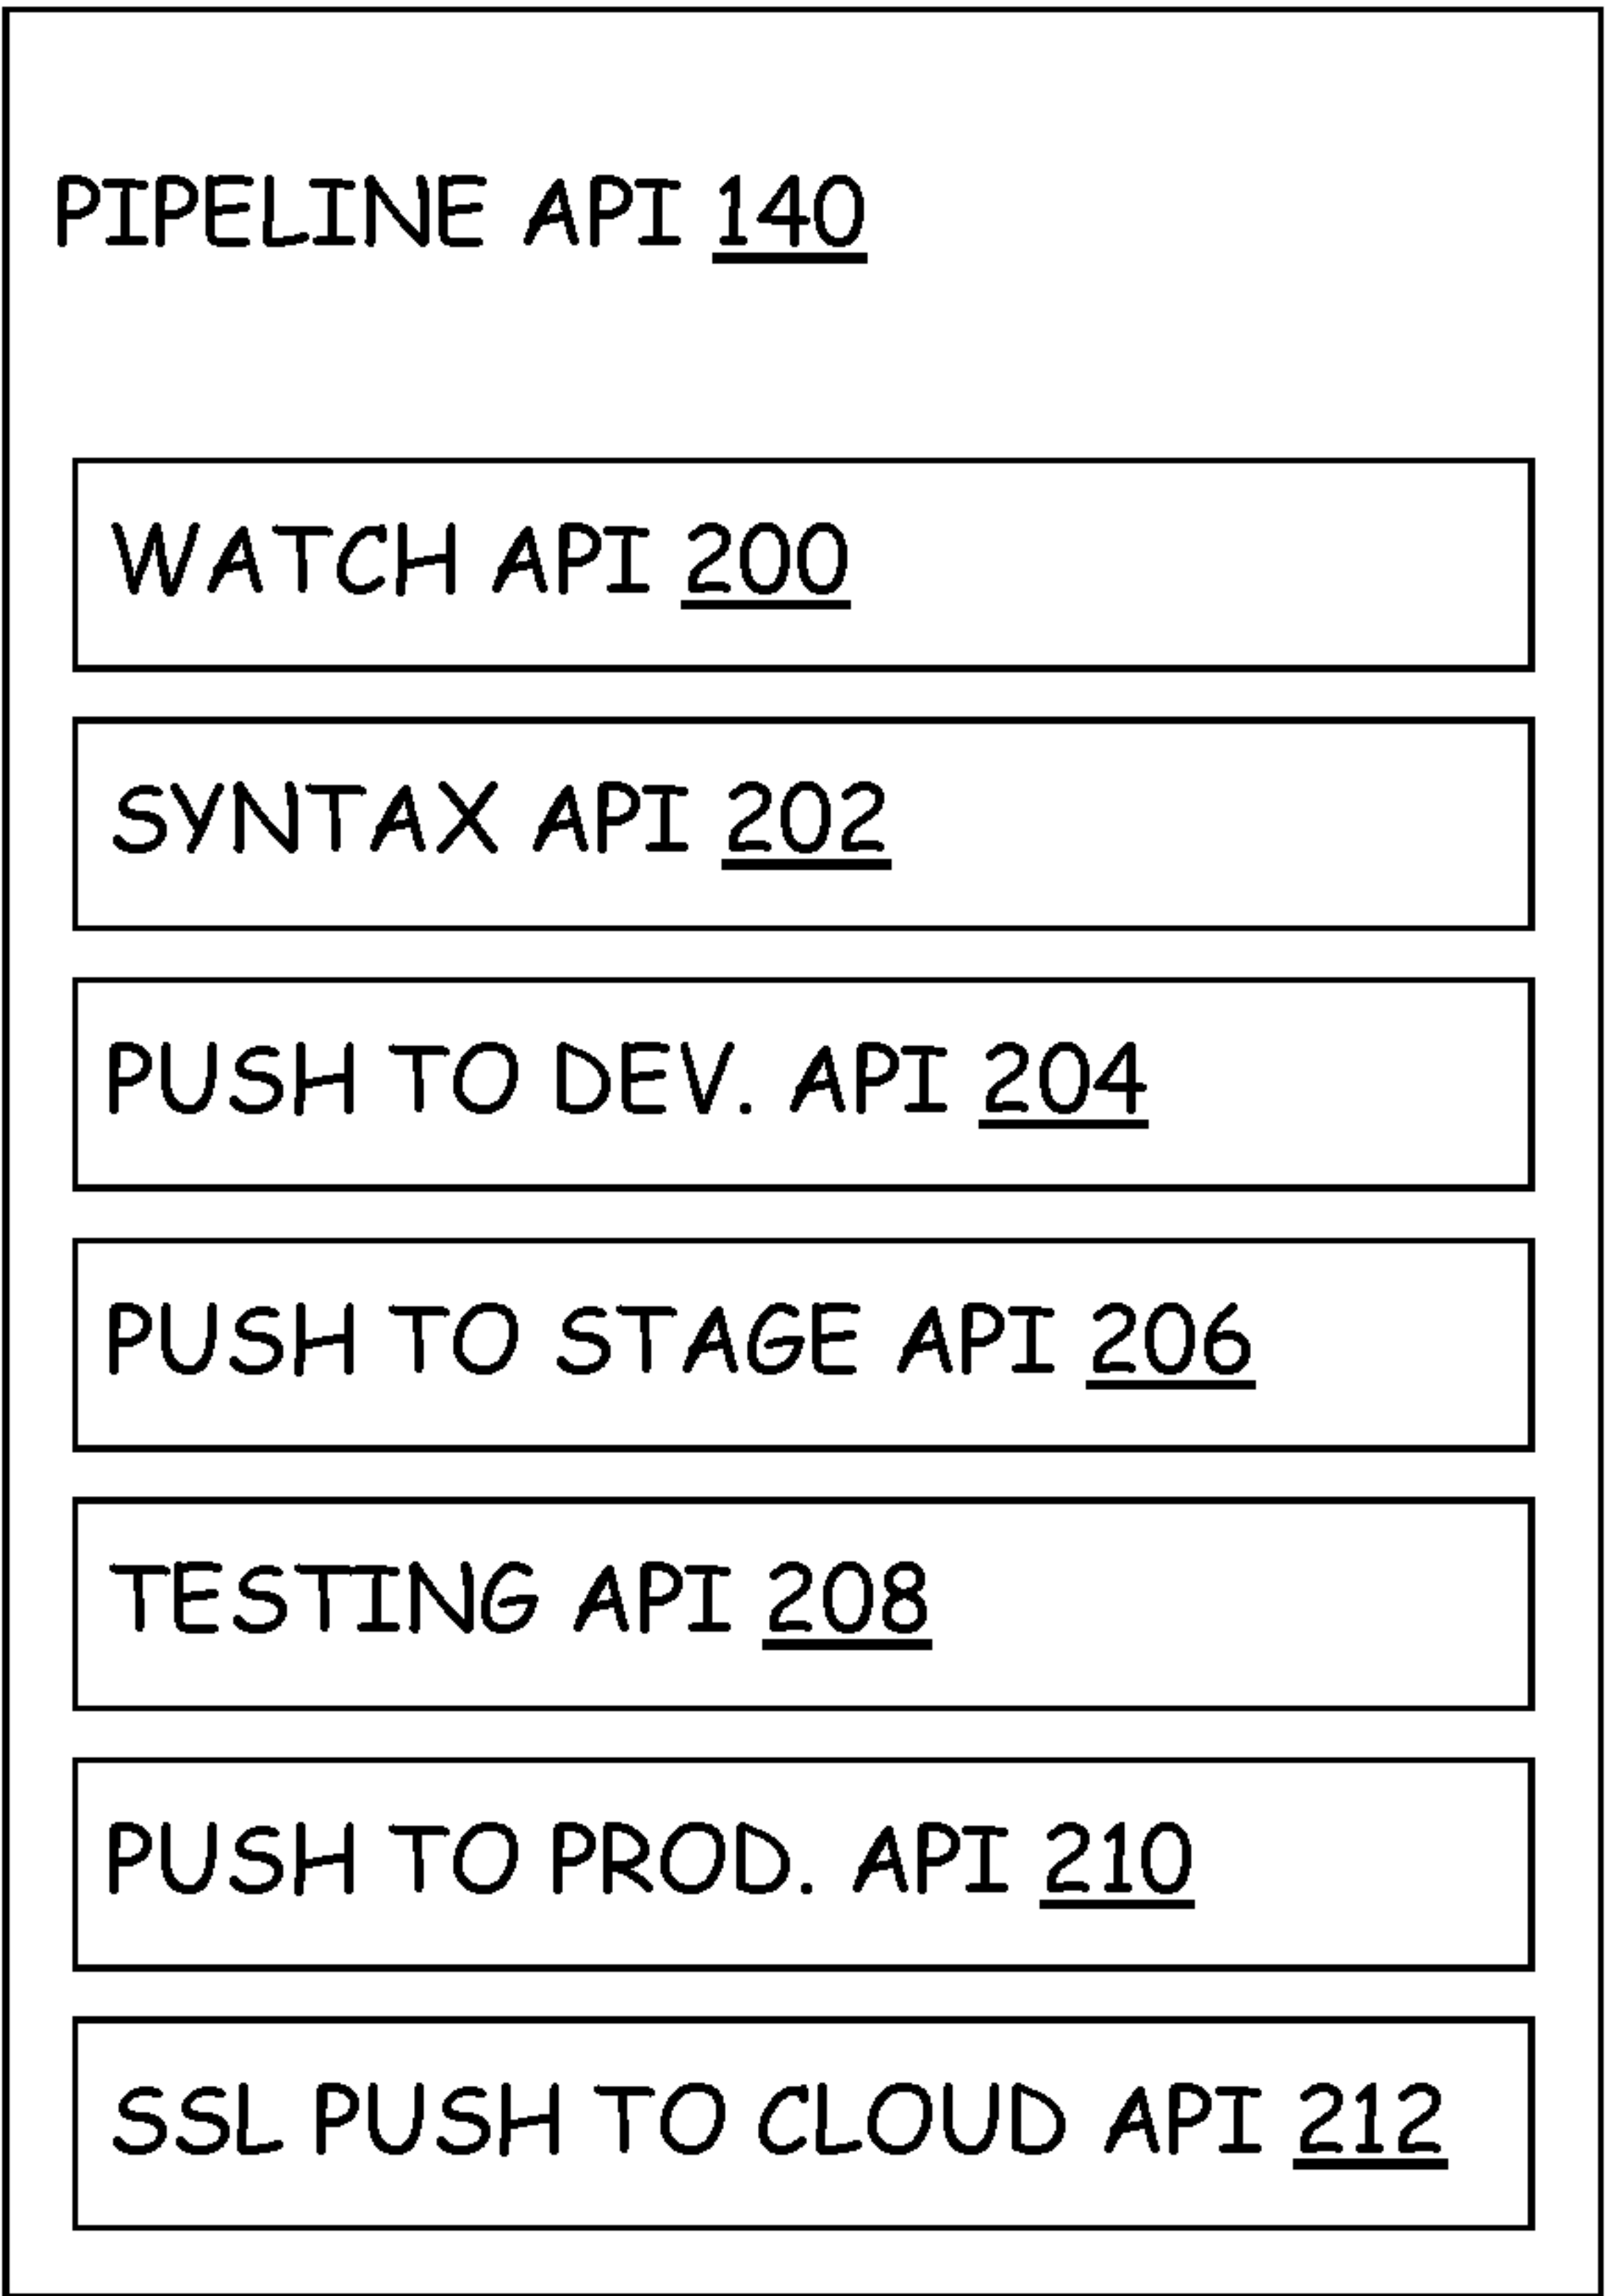 PIPELINE API 140
WATCH API 200
SYNTAX API 202
PUSH TO DEV. API 204
PUSH TO STAGE API 206
TESTING API 208
PUSH TO PROD. API 210
SSL PUSH TO CLOUD API 212